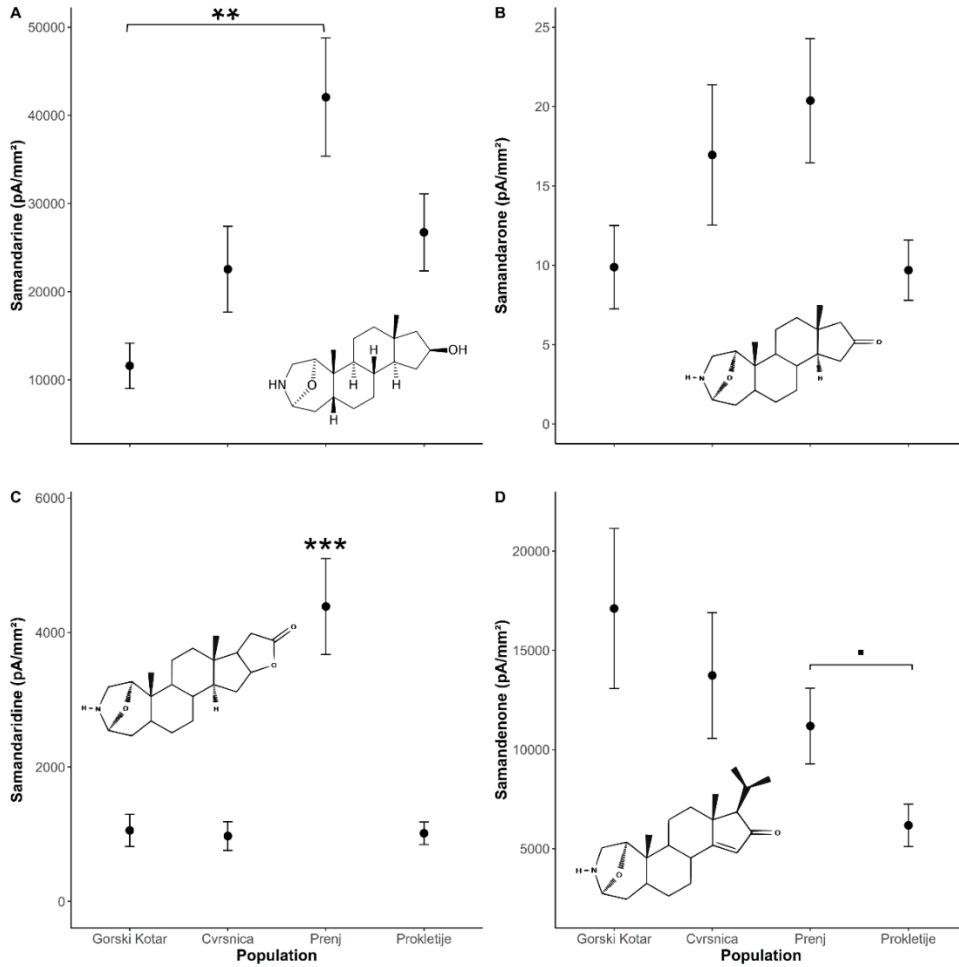 A
50000
40000
30000
20000
10000
Samandarine (pA/mm²)
**
HN
O
H
H
H
H
OH
B
25
20
15
10
5
0
Samandarone (pA/mm²)
H
N
O
H
O
C
6000
4000
2000
0
Samandaridine (pA/mm²)
***
H
N
O
H
O
O
Gorski Kotar Cvrsnica Prenj Prokletije
Population
D
20000
15000
10000
5000
Samandenone (pA/mm²)
H
N
O
O
Gorski Kotar Cvrsnica Prenj Prokletije
Population